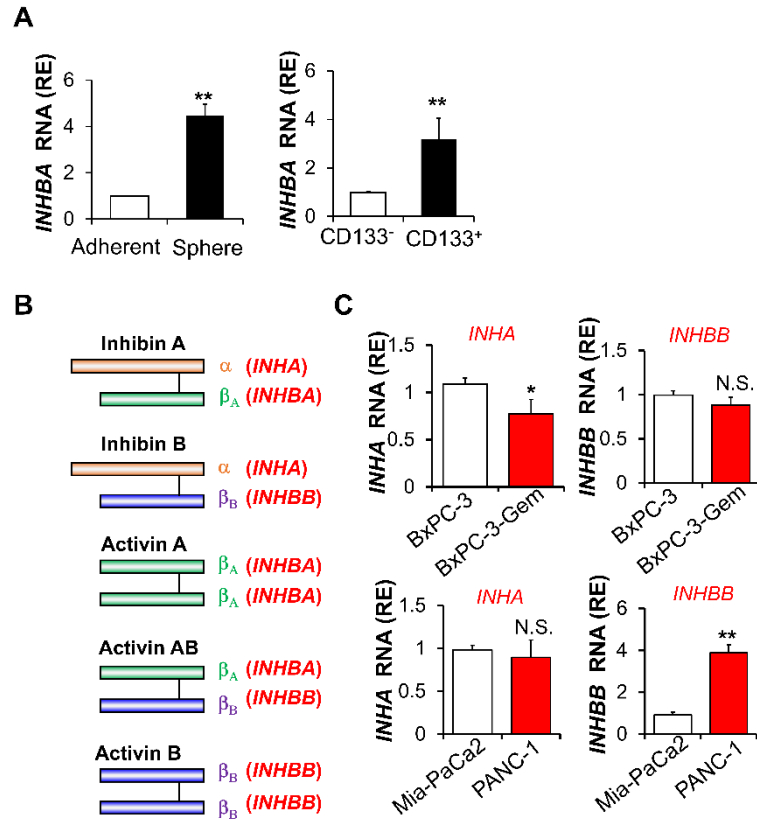 A
INHBA RNA (RE)
6
4
2
0
**
Adherent Sphere
INHBA RNA (RE)
6
4
2
0
**
CD133- CD133+
B
Inhibin A
α (INHA)
βA (INHBA)
Inhibin B
α (INHA)
βB (INHBB)
Activin A
βA (INHBA)
βA (INHBA)
Activin AB
βA (INHBA)
βB (INHBB)
Activin B
βB (INHBB)
βB (INHBB)
C
INHA
INHA RNA (RE)
1.5
1
0.5
0
*
BxPC-3
BxPC-3-Gem
INHBB
INHBB RNA (RE)
1.5
1
0.5
0
N.S.
BxPC-3
BxPC-3-Gem
INHA
INHA RNA (RE)
1.5
1
0.5
0
N.S.
Mia-PaCa2
PANC-1
INHBB
INHBB RNA (RE)
6
4
2
0
**
Mia-PaCa2
PANC-1